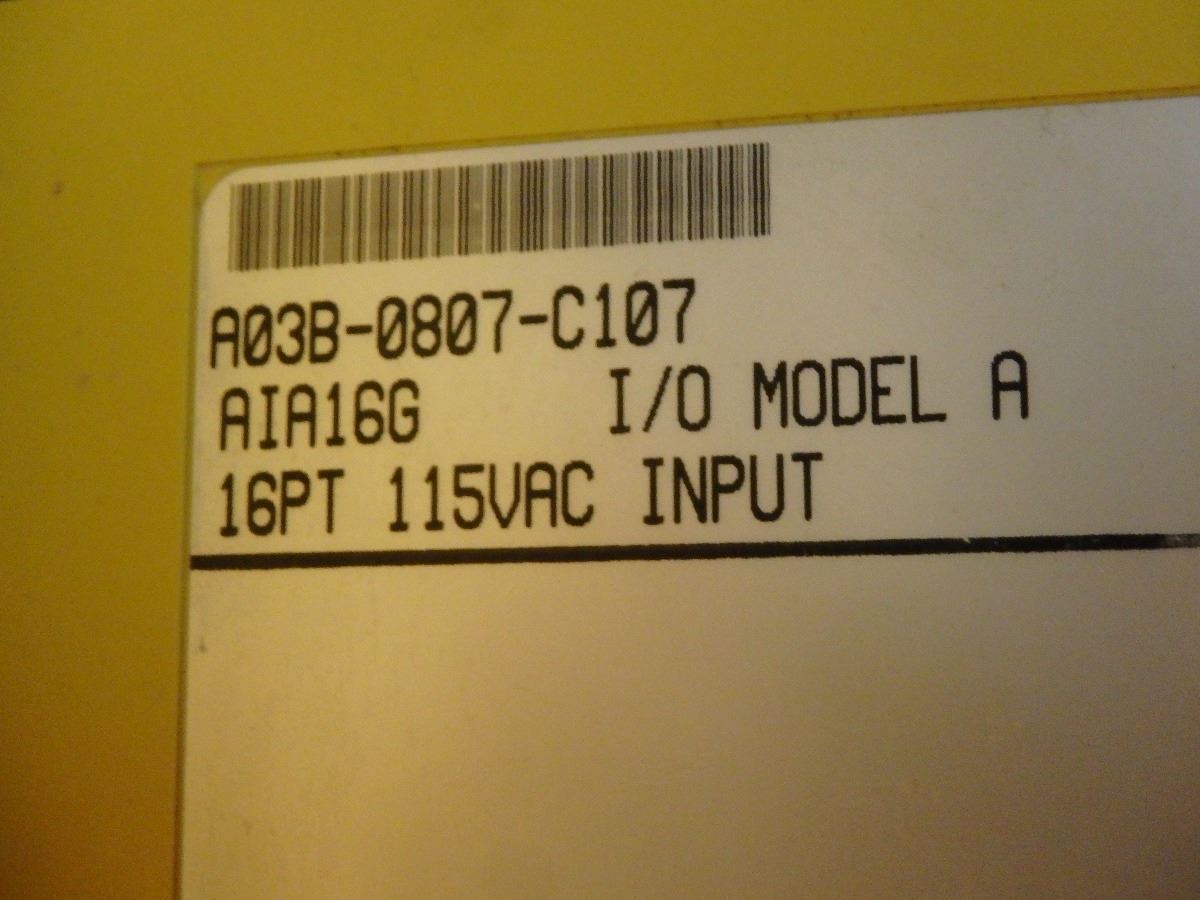 A03B-0807-C107
AIA16G I/O MODEL A
16PT 115VAC INPUT